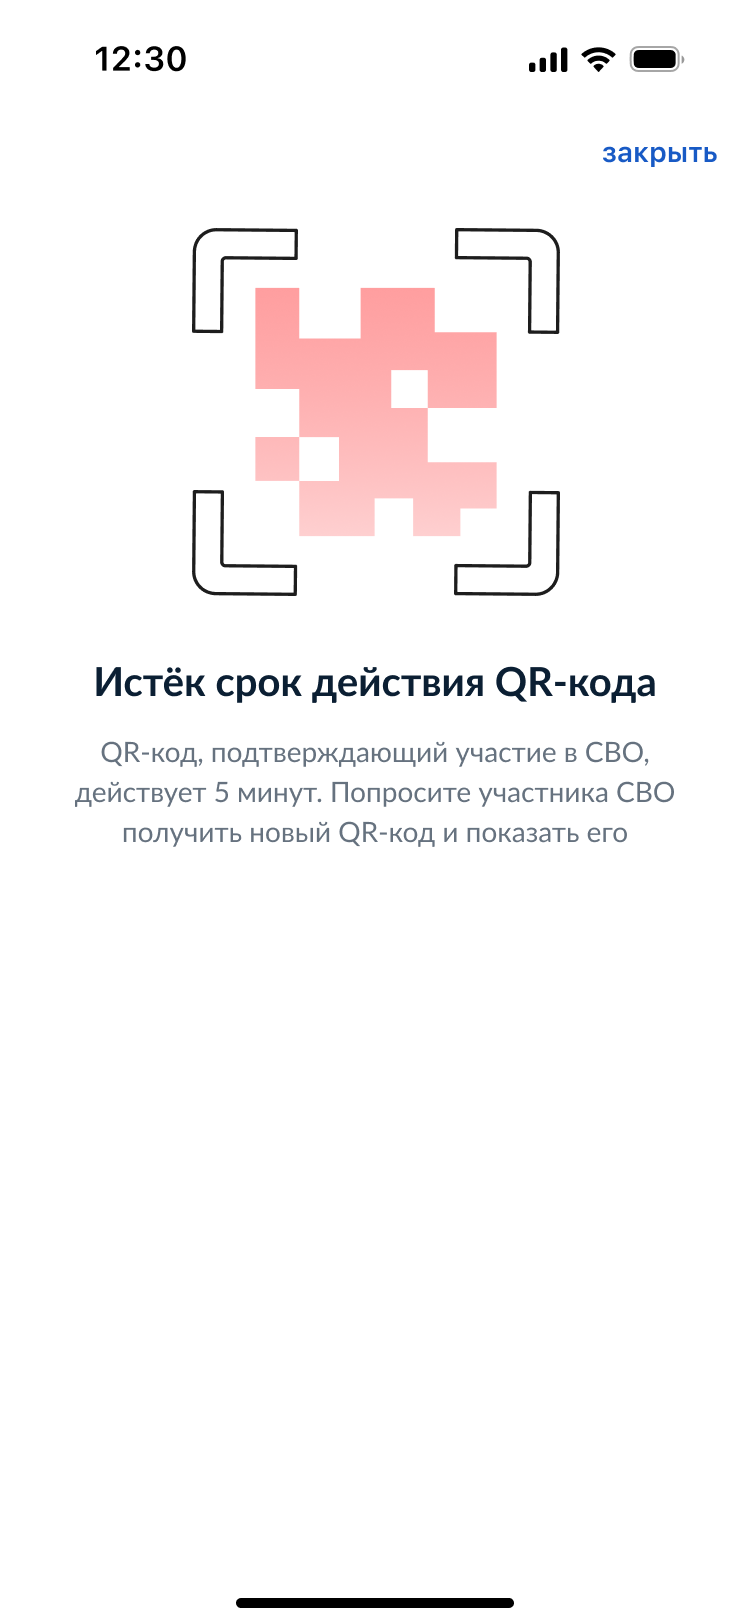 12:30
закрыть
Истёк срок действия QR-кода
QR-код, подтверждающий участие в СВО,
действует 5 минут. Попросите участника СВО
получить новый QR-код и показать его